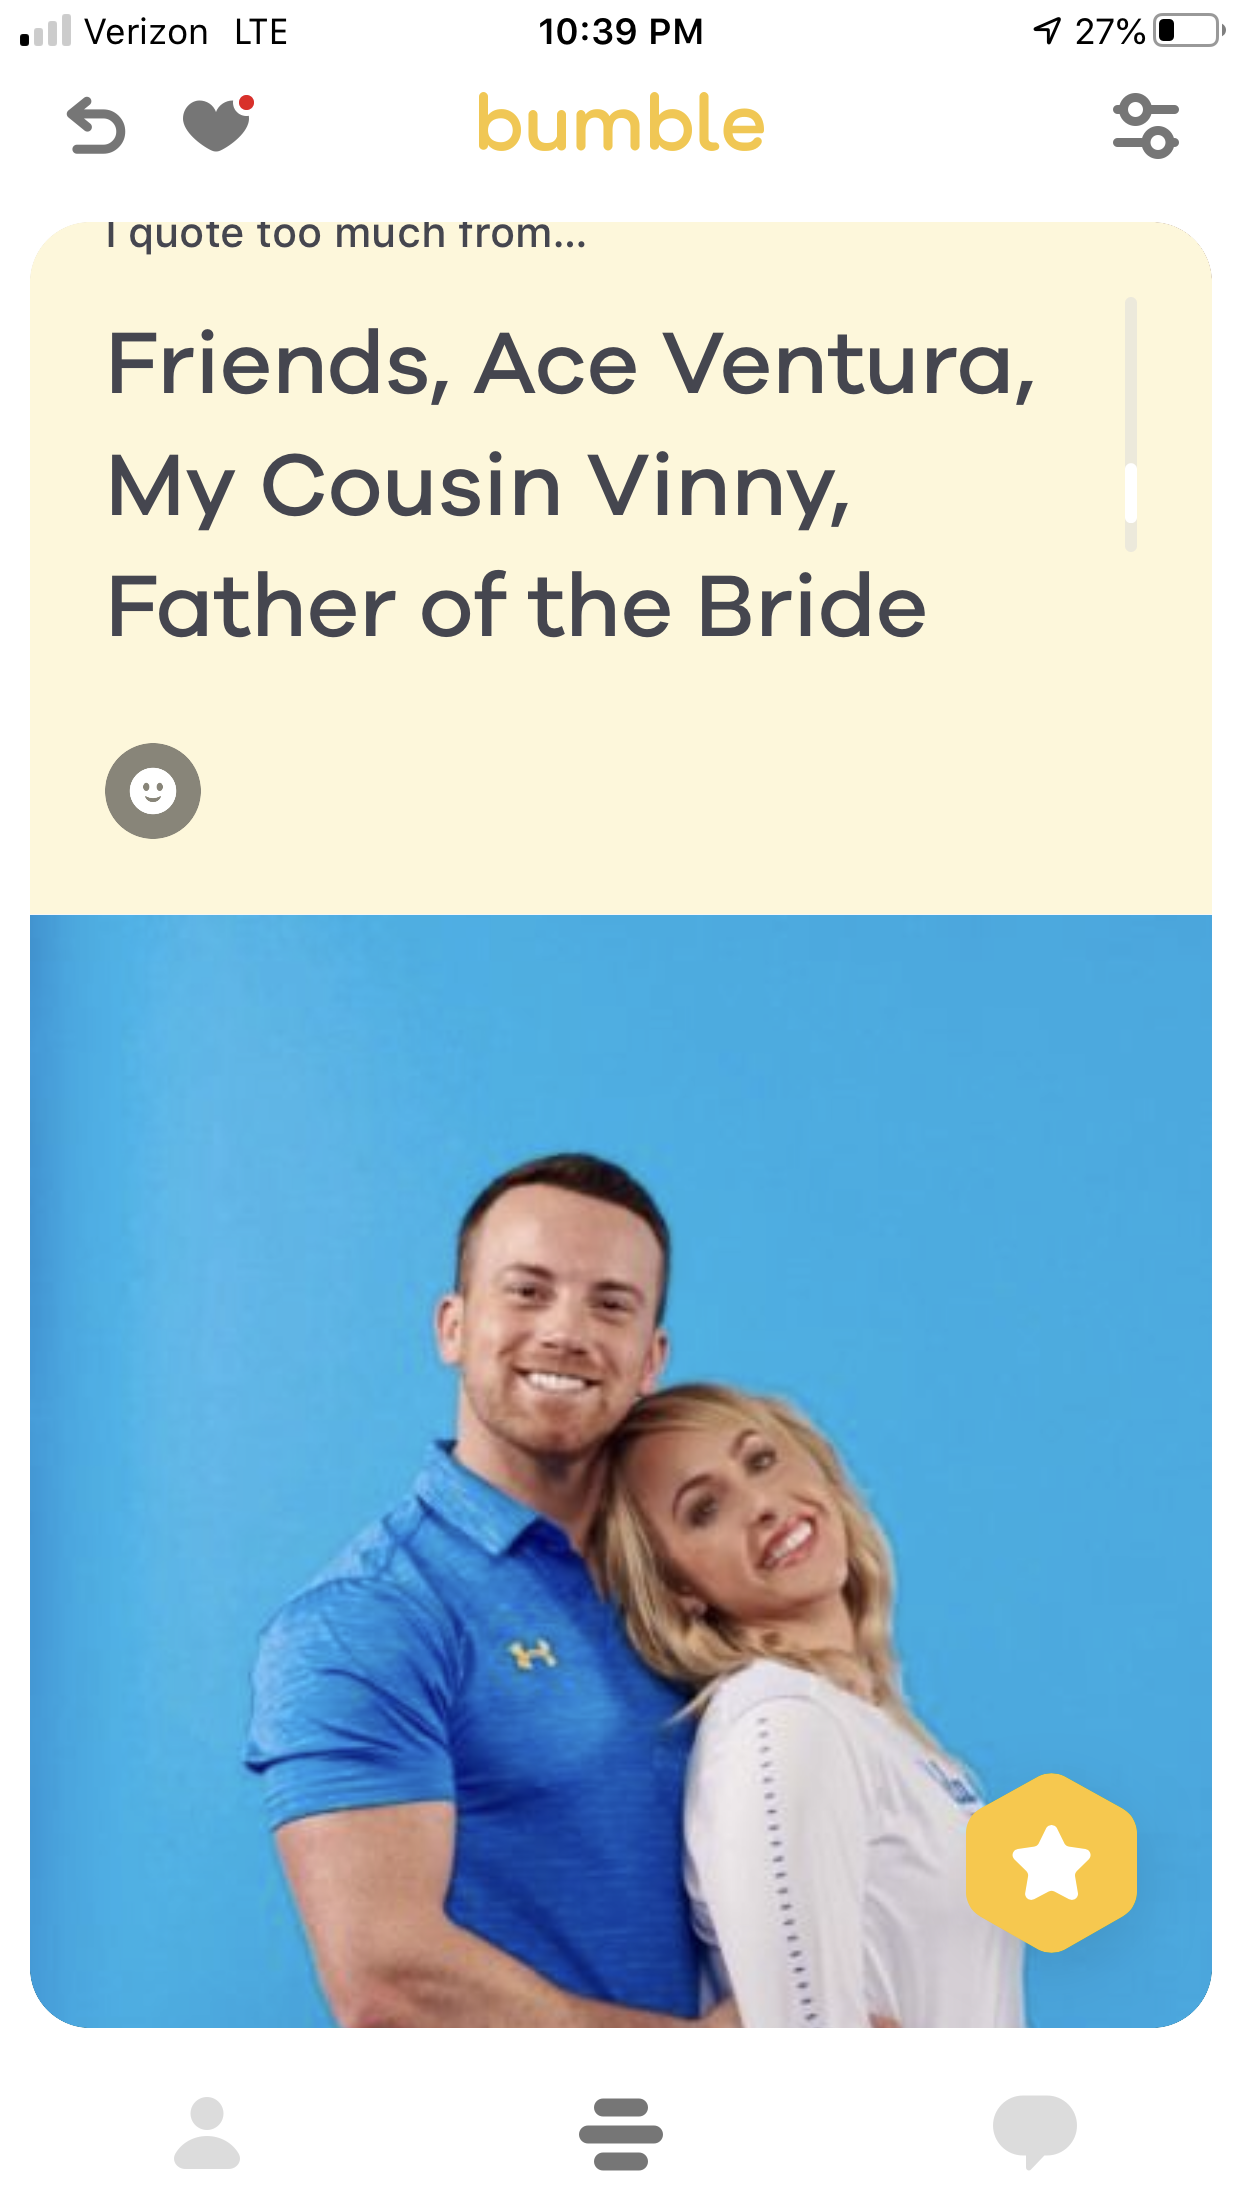 Verizon LTE 10:39 PM 27%
bumble
I quote too much from...
Friends, Ace Ventura,
My Cousin Vinny,
Father of the Bride